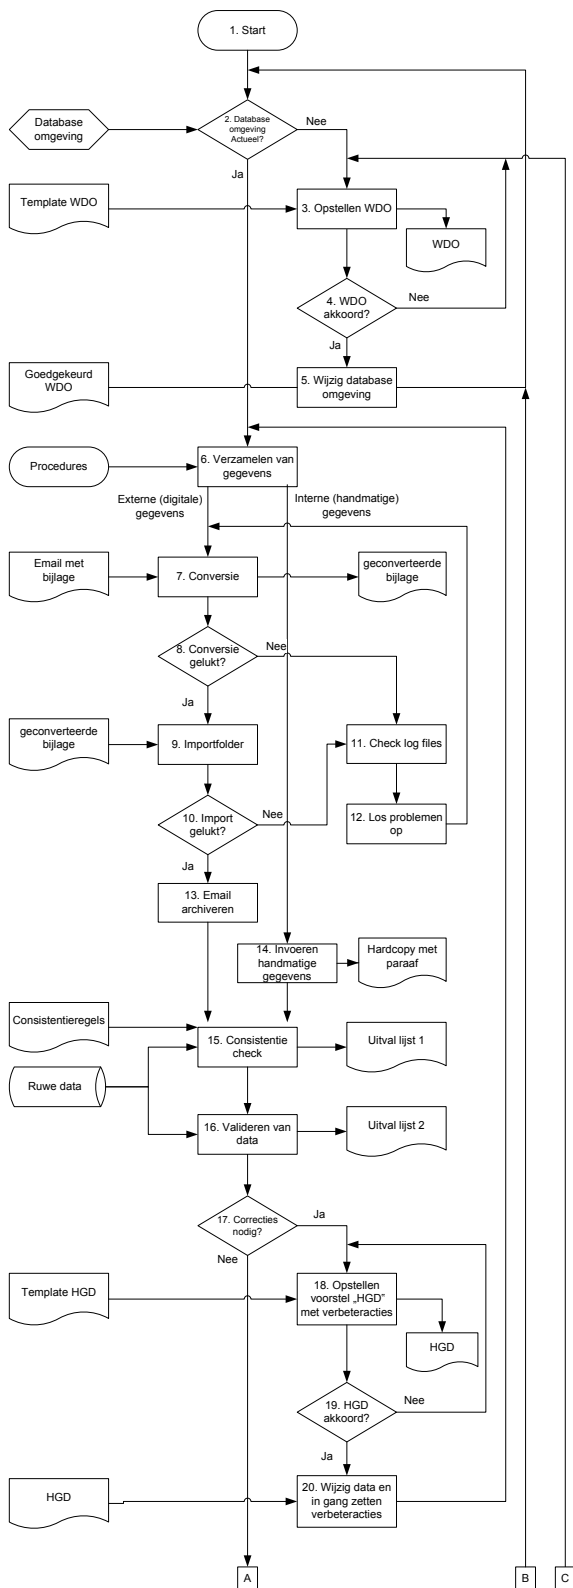 1. Start
2. Database
omgeving
Actueel?
Nee
Database
omgeving
Ja
Template WDO
3. Opstellen WDO
WDO
4. WDO
akkoord?
Nee
Ja
Goedgekeurd
WDO
5. Wijzig database
omgeving
Procedures
6. Verzamelen van
gegevens
Externe (digitale)
gegevens
Interne (handmatige)
gegevens
Email met
bijlage
7. Conversie
geconverteerde
bijlage
8. Conversie
gelukt?
Nee
Ja
geconverteerde
bijlage
9. Importfolder
11. Check log files
10. Import
gelukt?
Nee
12. Los problemen
op
Ja
13. Email
archiveren
14. Invoeren
handmatige
gegevens
Hardcopy met
paraaf
Consistentieregels
15. Consistentie
check
Uitval lijst 1
Ruwe data
16. Valideren van
data
Uitval lijst 2
17. Correcties
nodig?
Ja
Nee
Template HGD
18. Opstellen
voorstel „HGD”
met verbeteracties
HGD
19. HGD
akkoord?
Nee
Ja
HGD
20. Wijzig data en
in gang zetten
verbeteracties
A
B
C